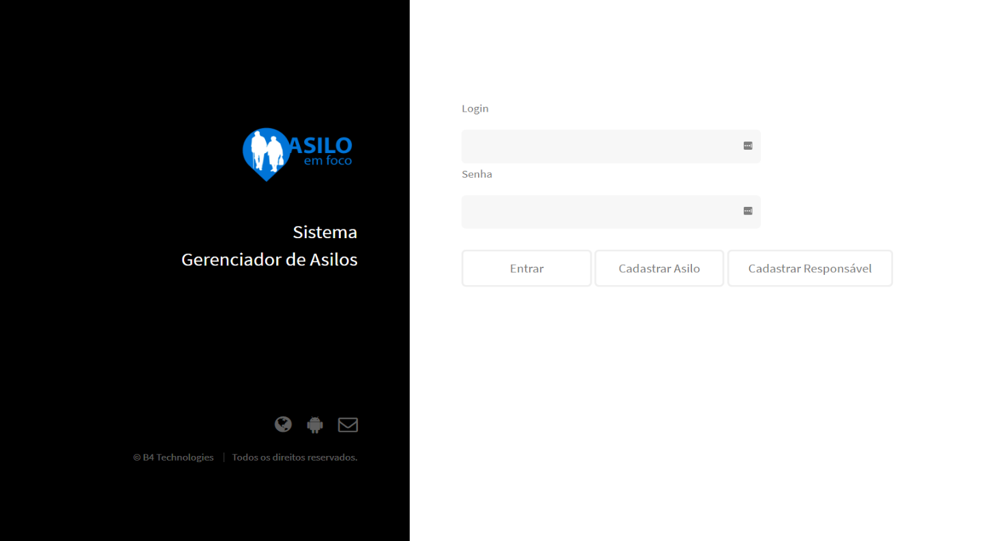 ASILO
em foco
Sistema
Gerenciador de Asilos
© B4 Technologies | Todos os direitos reservados.
Login
Senha
Entrar
Cadastrar Asilo
Cadastrar Responsável